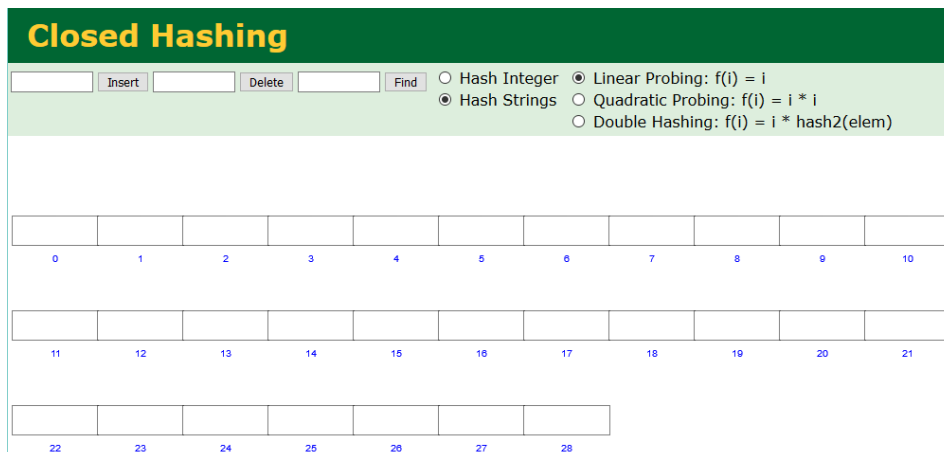 Closed Hashing
Insert Delete Find Hash Integer Linear Probing: f(i) = i
Hash Strings Quadratic Probing: f(i) = i * i
Double Hashing: f(i) = i * hash2(elem)
0 1 2 3 4 5 6 7 8 9 10
11 12 13 14 15 16 17 18 19 20 21
22 23 24 25 26 27 28